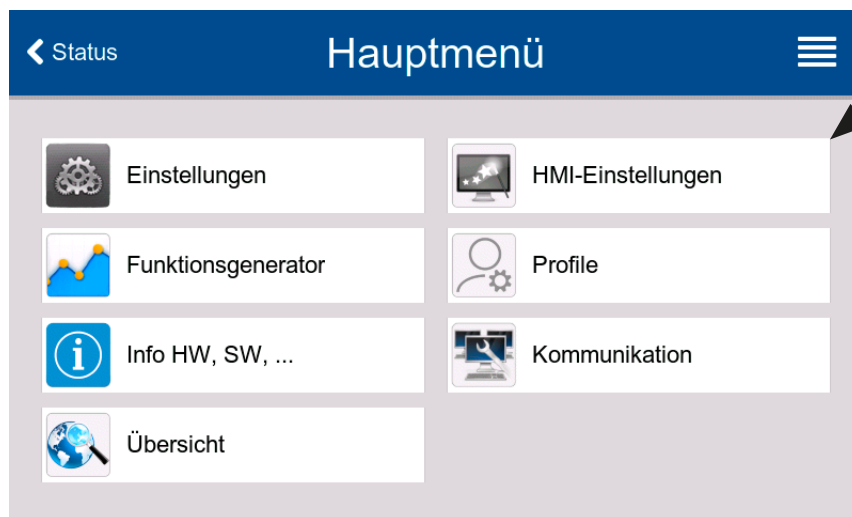 Status
Hauptmenü
Einstellungen
HMI-Einstellungen
Funktionsgenerator
Profile
Info HW, SW, ...
Kommunikation
Übersicht